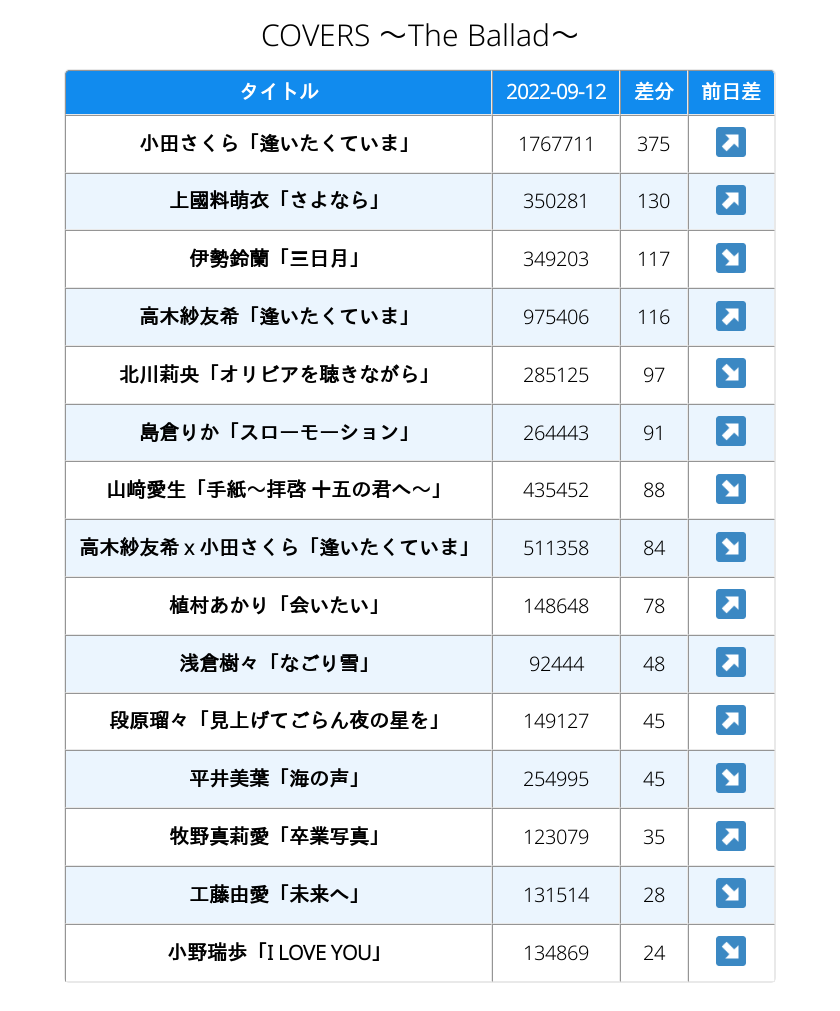 COVERS ～The Ballad～
タイトル 2022-09-12 差分 前日差
小田さくら「逢いたくていま」 1767711 375 ↗
上國料萌衣「さよなら」 350281 130 ↗
伊勢鈴蘭「三日月」 349203 117 ↘
高木紗友希「逢いたくていま」 975406 116 ↗
北川莉央「オリビアを聴きながら」 285125 97 ↘
島倉りか「スローモーション」 264443 91 ↗
山﨑愛生「手紙～拝啓 十五の君へ～」 435452 88 ↘
高木紗友希 x 小田さくら「逢いたくていま」 511358 84 ↘
植村あかり「会いたい」 148648 78 ↗
浅倉樹々「なごり雪」 92444 48 ↗
段原瑠々「見上げてごらん夜の星を」 149127 45 ↗
平井美葉「海の声」 254995 45 ↘
牧野真莉愛「卒業写真」 123079 35 ↗
工藤由愛「未来へ」 131514 28 ↘
小野瑞歩「I LOVE YOU」 134869 24 ↘